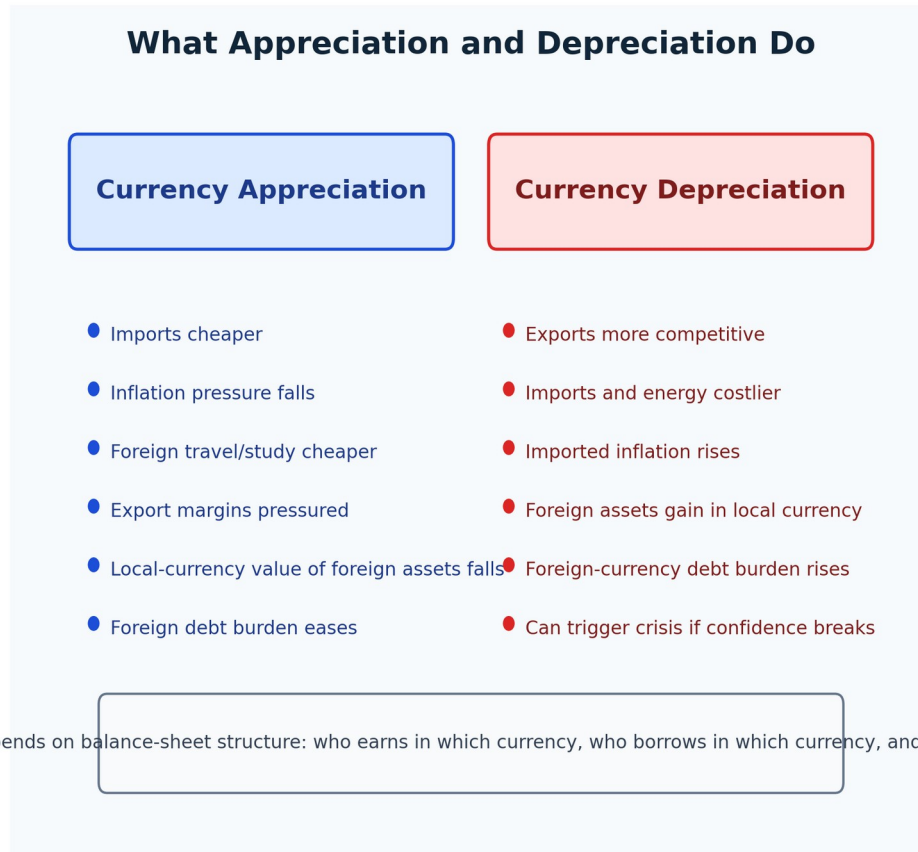 What Appreciation and Depreciation Do
Currency Appreciation
Imports cheaper
Inflation pressure falls
Foreign travel/study cheaper
Export margins pressured
Local-currency value of foreign assets falls
Foreign debt burden eases
Currency Depreciation
Exports more competitive
Imports and energy costlier
Imported inflation rises
Foreign assets gain in local currency
Foreign-currency debt burden rises
Can trigger crisis if confidence breaks
on balance-sheet structure: who earns in which currency, who borrows in which currency, and